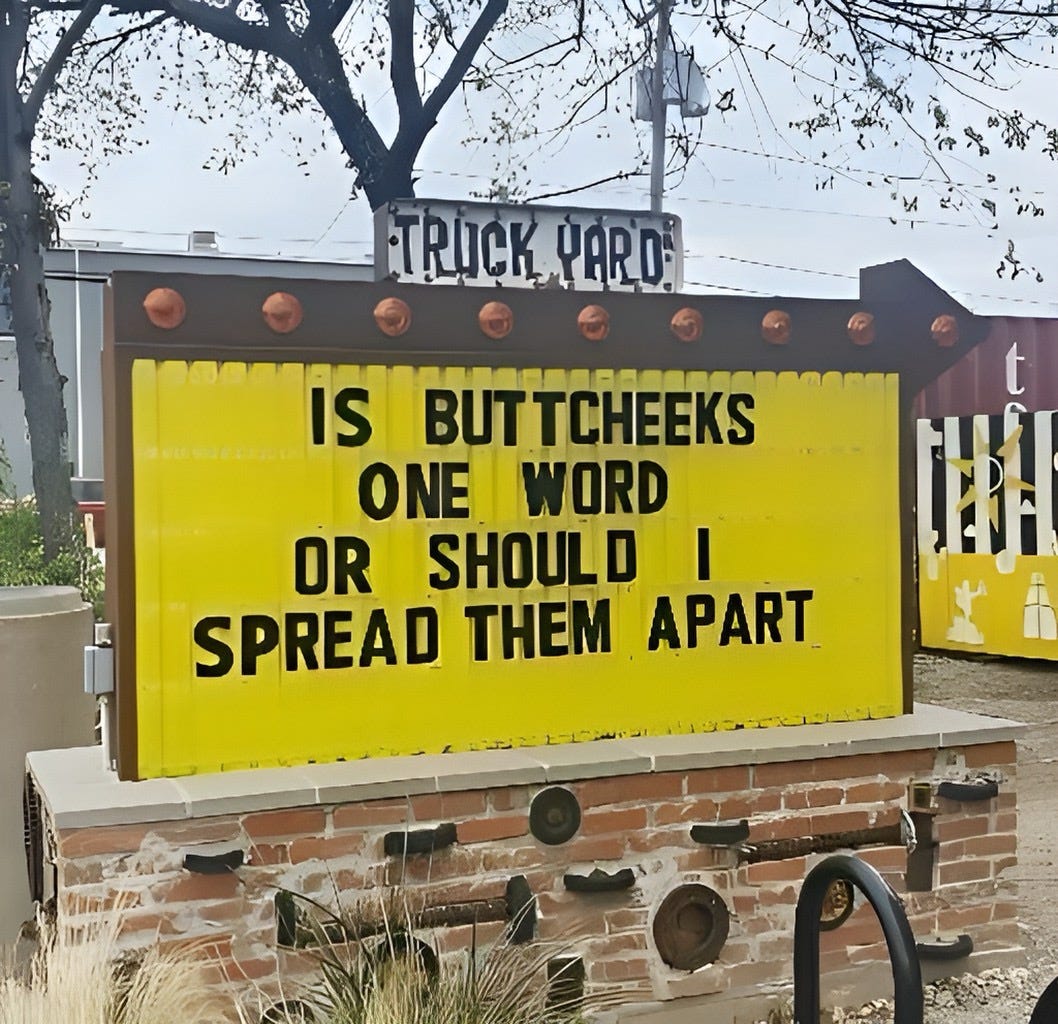 TRUCK YARD
IS BUTTCHEEKS
ONE WORD
OR SHOULD I
SPREAD THEM APART
t